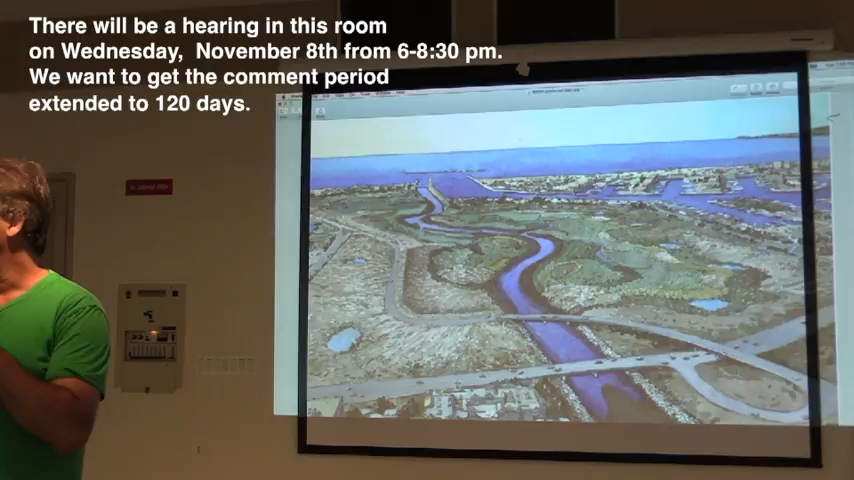 There will be a hearing in this room
on Wednesday, November 8th from 6-8:30 pm.
We want to get the comment period
extended to 120 days.